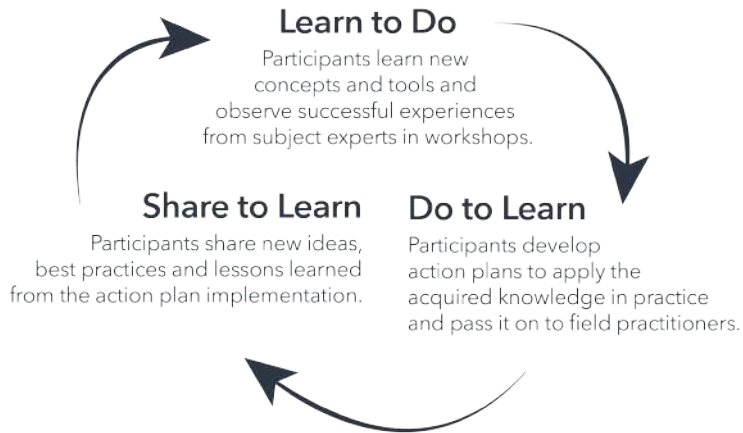 Learn to Do
Participants learn new
concepts and tools and
observe successful experiences
from subject experts in workshops.
Share to Learn
Participants share new ideas,
best practices and lessons learned
from the action plan implementation.
Do to Learn
Participants develop
action plans to apply the
acquired knowledge in practice
and pass it on to field practitioners.